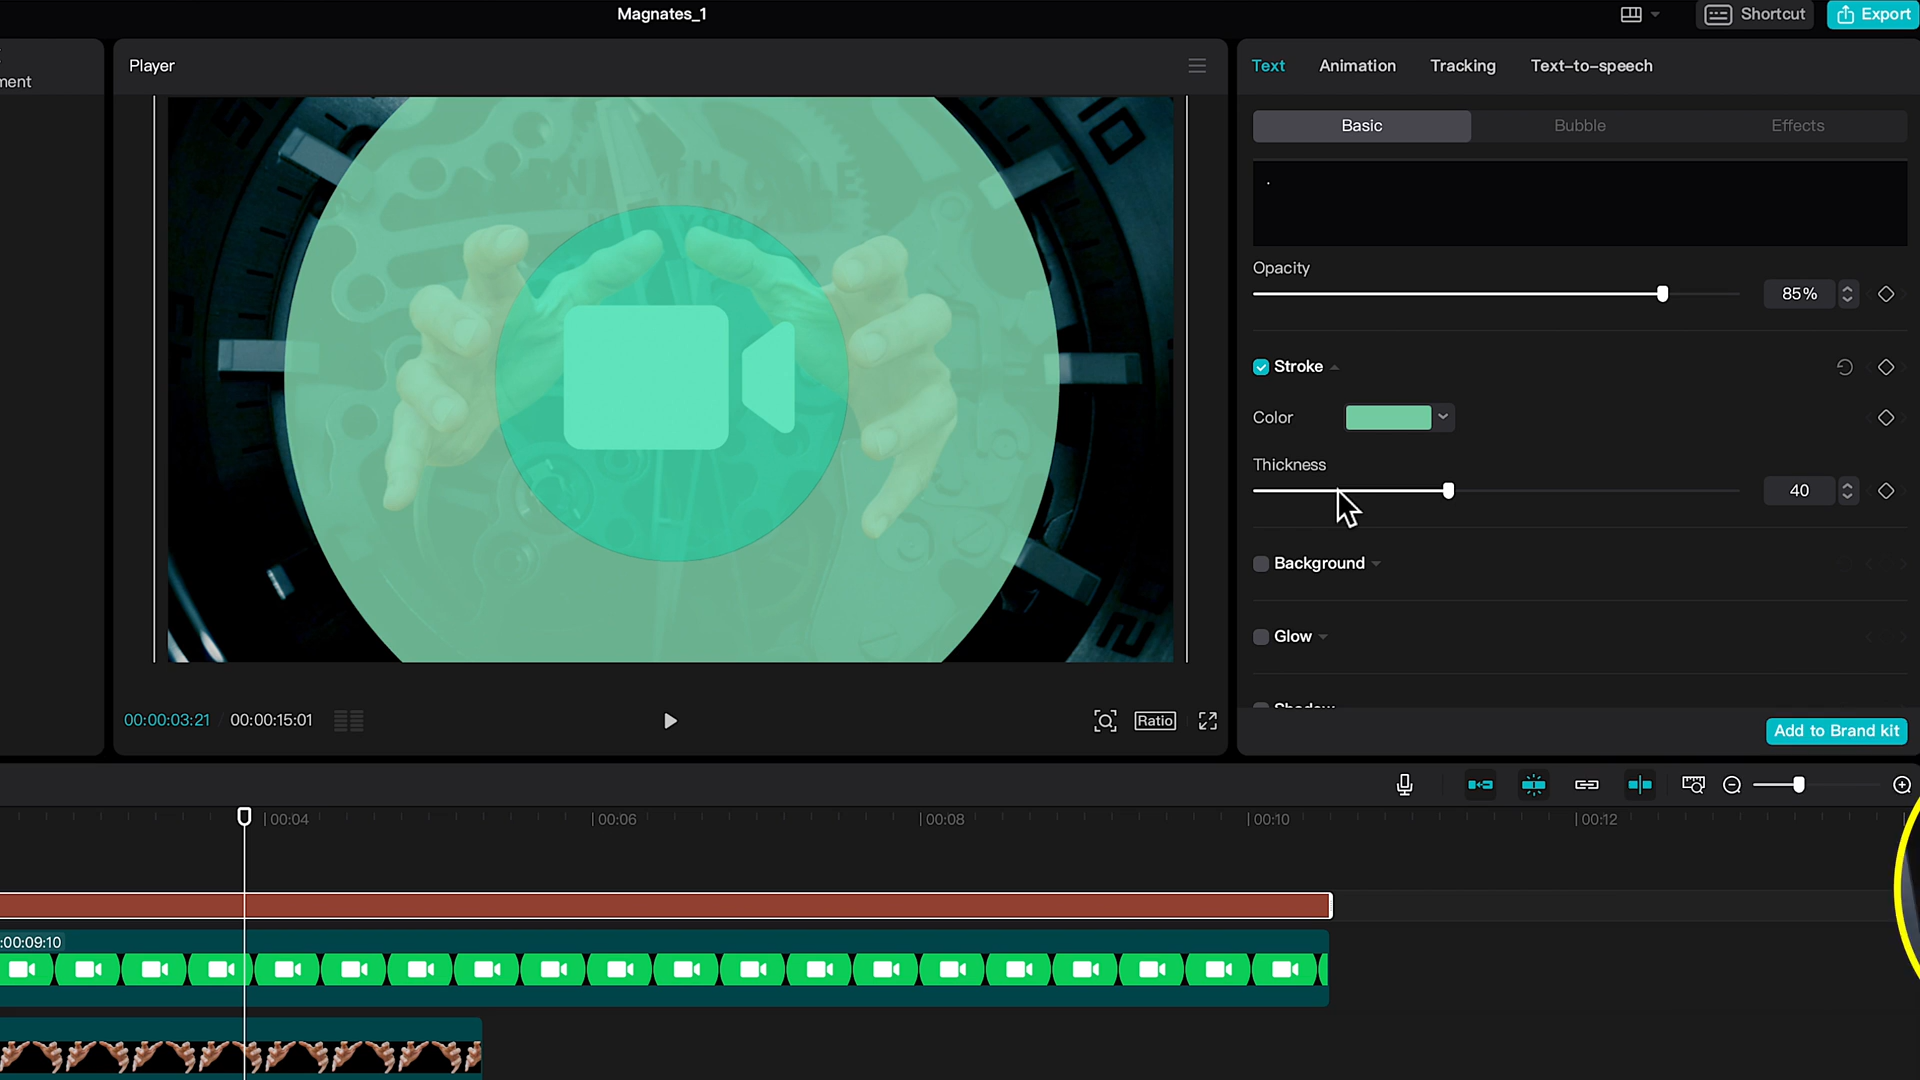 Magnates_1
Shortcut
Export
ment
Player
Text
Animation
Tracking
Text-to-speech
Basic
Bubble
Effects
.
Opacity
85%
Stroke
Color
Thickness
40
Background
Glow
Shadow
00:00:03:21
00:00:15:01
Ratio
Add to Brand kit
00:04
00:06
00:08
00:10
00:12
:00:09:10